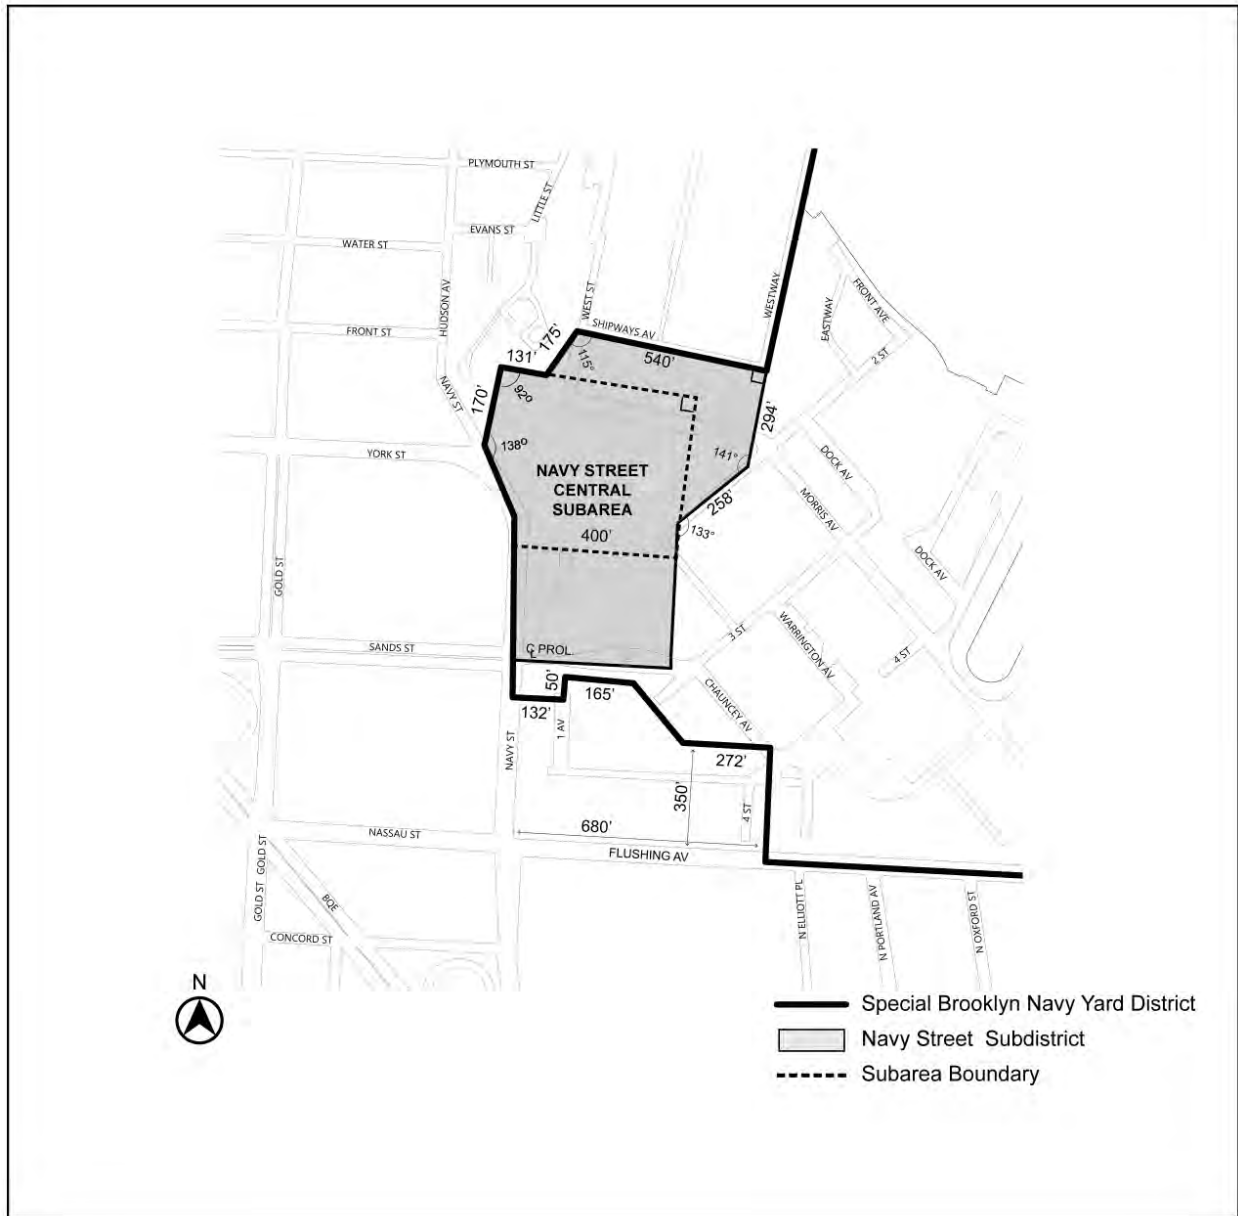 PLYMOUTH ST
LITTLE ST
EVANS ST
WATER ST
HUDSON AV
WEST ST
WESTWAY
FRONT AVE
EASTWAY
FRONT ST
SHIPWAYS AV
2 ST
175'
131'
115°
540'
92º
NAVY ST
170'
294'
138º
YORK ST
141°
DOCK AV
NAVY STREET
CENTRAL
SUBAREA
258'
MORRIS AV
133°
400'
DOCK AV
GOLD ST
SANDS ST
C
L PROL.
3 ST
WARRINGTON AV
4 ST
50'
165'
CHAUNCEY AV
132'
1 AV
NAVY ST
272'
350'
4 ST
680'
NASSAU ST
FLUSHING AV
GOLD ST
GOLD ST
BQE
CONCORD ST
N ELLIOTT PL
N PORTLAND AV
N OXFORD ST
N
Special Brooklyn Navy Yard District
Navy Street Subdistrict
Subarea Boundary